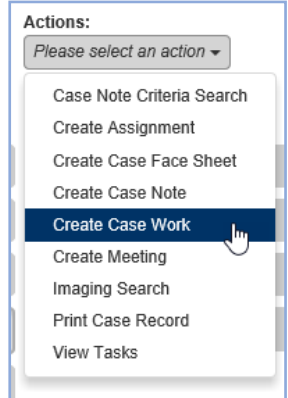 Actions:
Please select an action
Case Note Criteria Search
Create Assignment
Create Case Face Sheet
Create Case Note
Create Case Work
Create Meeting
Imaging Search
Print Case Record
View Tasks